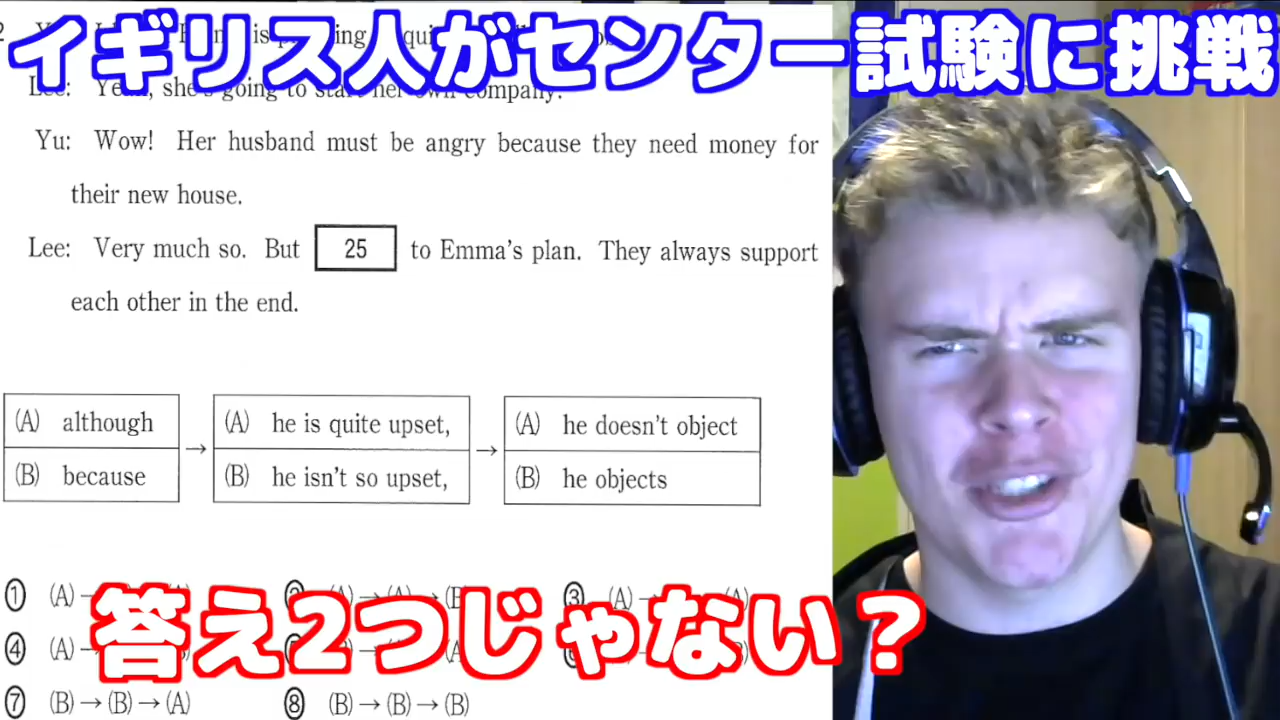 イギリス人がセンター試験に挑戦
Lee: she's going to start her own company.
Yu: Wow! Her husband must be angry because they need money for
their new house.
Lee: Very much so. But 25 to Emma's plan. They always support
each other in the end.
(A) although
(B) because
→
(A) he is quite upset,
(B) he isn't so upset,
→
(A) he doesn't object
(B) he objects
① (A) ② (A) → (A) → (B) ③ (A) (A)
答え2つじゃない？
④ (A)
⑦ (B) → (B) → (A) ⑧ (B) → (B) → (B)